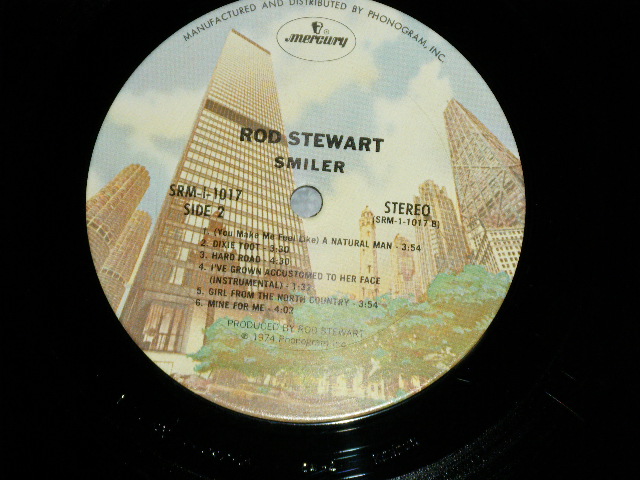 MANUFACTURED AND DISTRIBUTED BY PHONOGRAM, INC.
mercury
ROD STEWART
SMILER
SRM-1-1017
SIDE 2
STEREO
(SRM-1-1017 B)
1. (You Make Me Feel Like) A NATURAL MAN - 3:54
2. DIXIE TOOT - 3:30
3. HARD ROAD - 4:30
4. I'VE GROWN ACCUSTOMED TO HER FACE
(INSTRUMENTAL) - 1:32
5. GIRL FROM THE NORTH COUNTRY - 3:54
6. MINE FOR ME - 4:02
PRODUCED BY ROD STEWART
℗ 1974 Phonogram Inc.